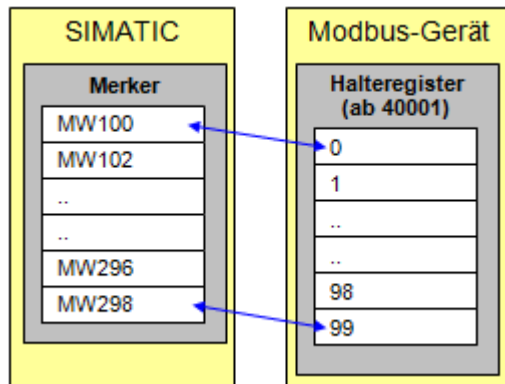 SIMATIC
Merker
MW100
MW102
..
..
MW296
MW298
Modbus-Gerät
Halteregister
(ab 40001)
0
1
..
..
98
99